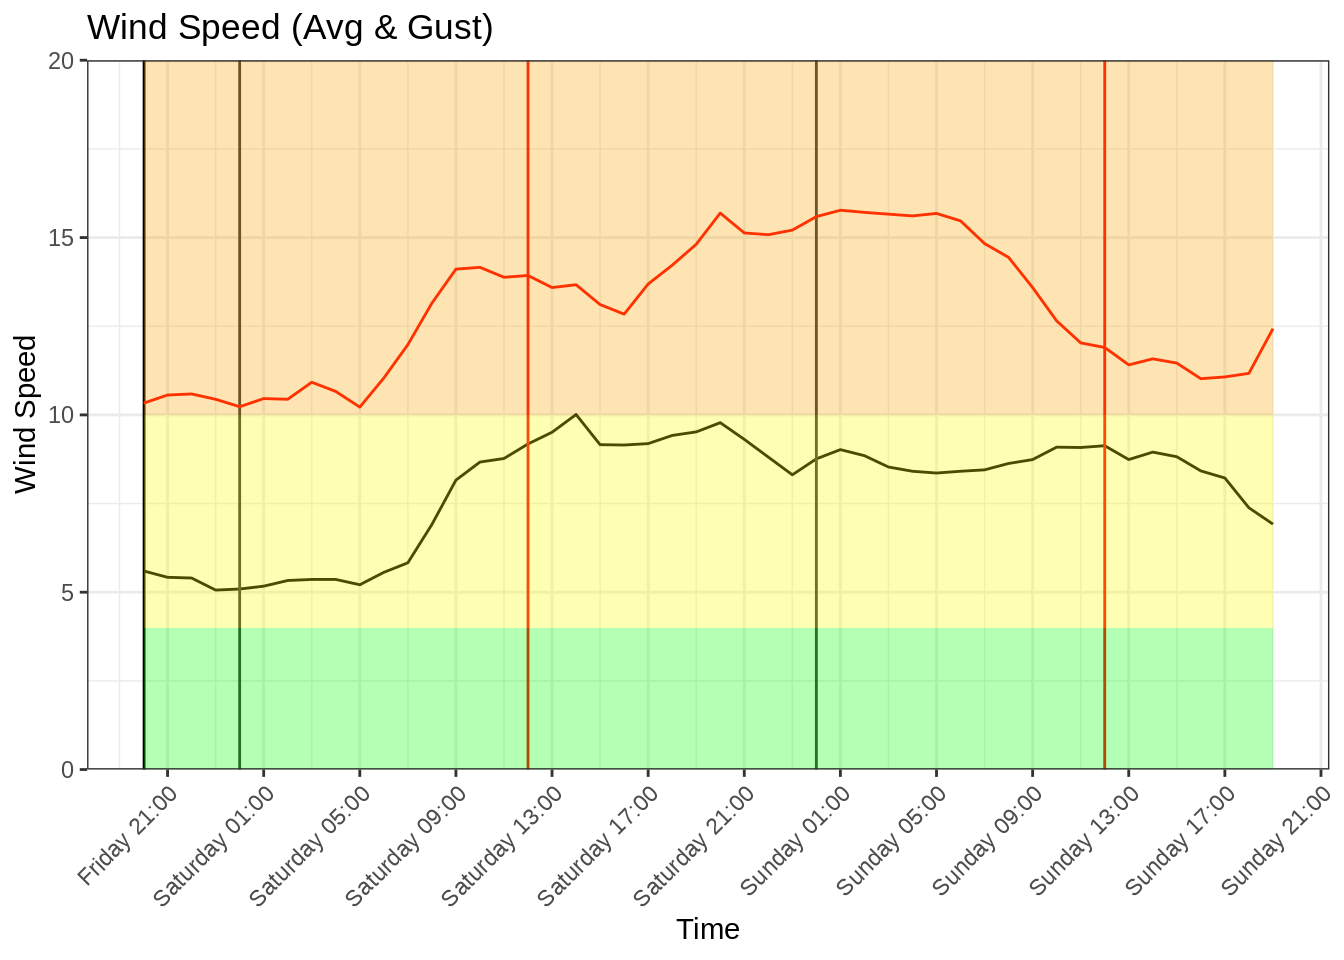 Wind Speed (Avg & Gust)
20
15
10
5
0
Wind Speed
Friday 21:00
Saturday 01:00
Saturday 05:00
Saturday 09:00
Saturday 13:00
Saturday 17:00
Saturday 21:00
Sunday 01:00
Sunday 05:00
Sunday 09:00
Sunday 13:00
Sunday 17:00
Sunday 21:00
Time